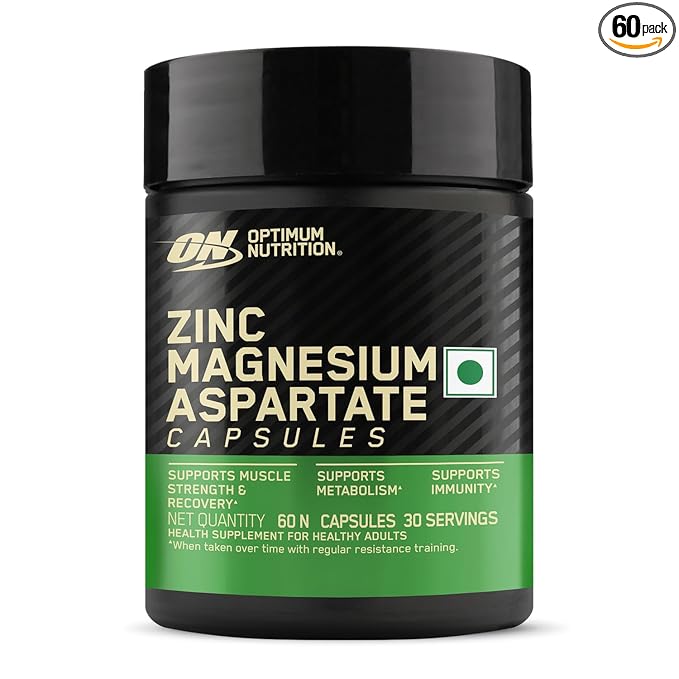 60 pack
ON OPTIMUM
NUTRITION®
ZINC
MAGNESIUM
ASPARTATE
CAPSULES
SUPPORTS MUSCLE
STRENGTH &
RECOVERY^
SUPPORTS
METABOLISM^
SUPPORTS
IMMUNITY^
NET QUANTITY 60 N CAPSULES 30 SERVINGS
HEALTH SUPPLEMENT FOR HEALTHY ADULTS
^When taken over time with regular resistance training.